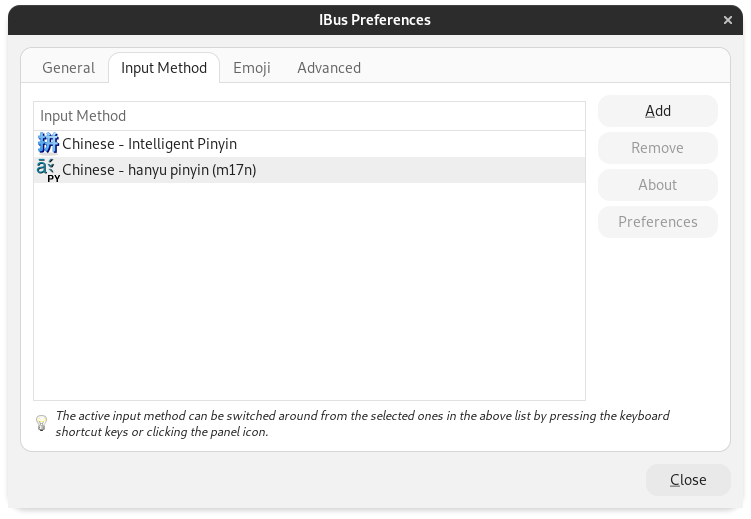 IBus Preferences
General
Input Method
Emoji
Advanced
Input Method
Add
拼 Chinese - Intelligent Pinyin
Remove
ā PY Chinese - hanyu pinyin (m17n)
About
Preferences
The active input method can be switched around from the selected ones in the above list by pressing the keyboard
shortcut keys or clicking the panel icon.
Close